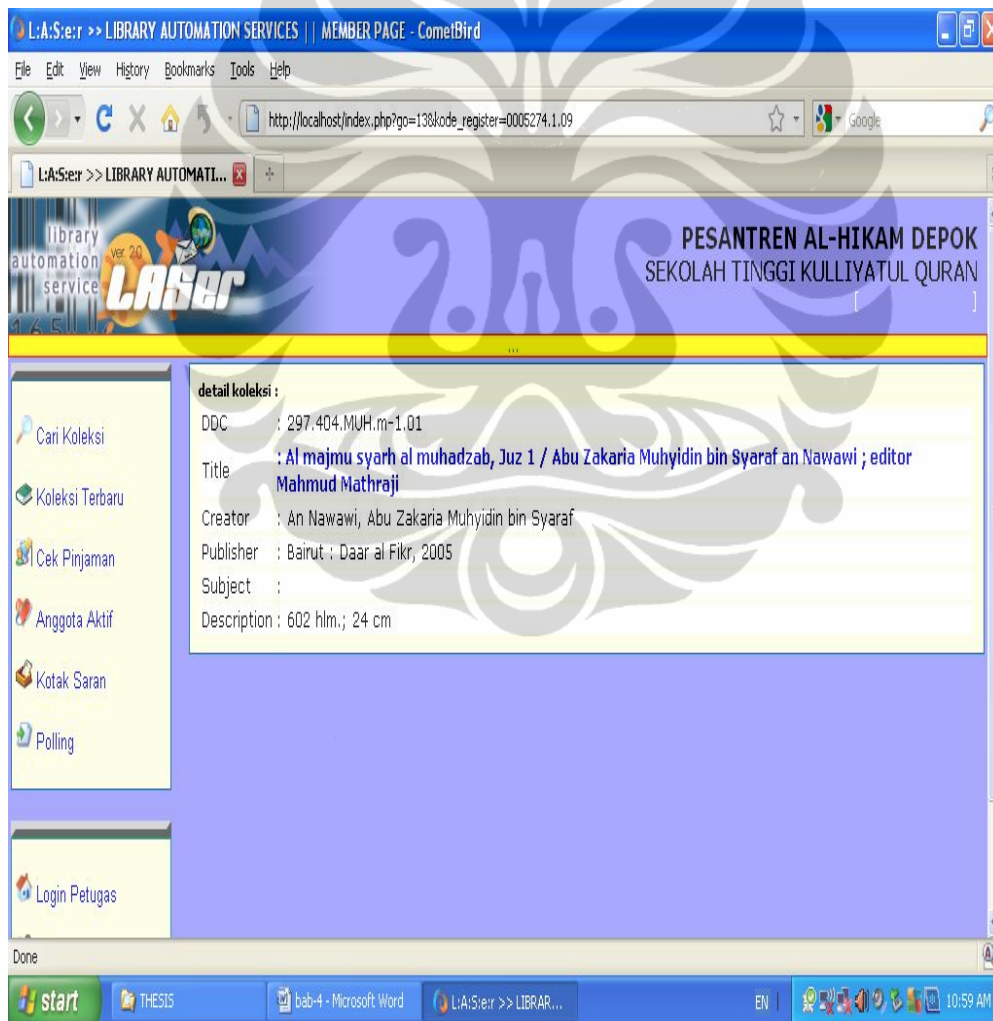 L:A:S:e:r >> LIBRARY AUTOMATION SERVICES || MEMBER PAGE - CometBird
File Edit View History Bookmarks Tools Help
http://localhost/index.php?go=13&kode_register=0005274.1.09
Google
L:A:S:e:r >> LIBRARY AUTOMATI...
library
automation
service
ver. 2.0
LASer
165
PESANTREN AL-HIKAM DEPOK
SEKOLAH TINGGI KULLIYATUL QURAN
[ ]
...
Cari Koleksi
Koleksi Terbaru
Cek Pinjaman
Anggota Aktif
Kotak Saran
Polling
Login Petugas
detail koleksi :
DDC : 297.404.MUH.m-1.01
Title : Al majmu syarh al muhadzab, Juz 1 / Abu Zakaria Muhyidin bin Syaraf an Nawawi ; editor
Mahmud Mathraji
Creator : An Nawawi, Abu Zakaria Muhyidin bin Syaraf
Publisher : Bairut : Daar al Fikr, 2005
Subject :
Description : 602 hlm.; 24 cm
Done
start
THESIS
bab-4 - Microsoft Word
L:A:S:e:r >> LIBRAR...
EN
10:59 AM